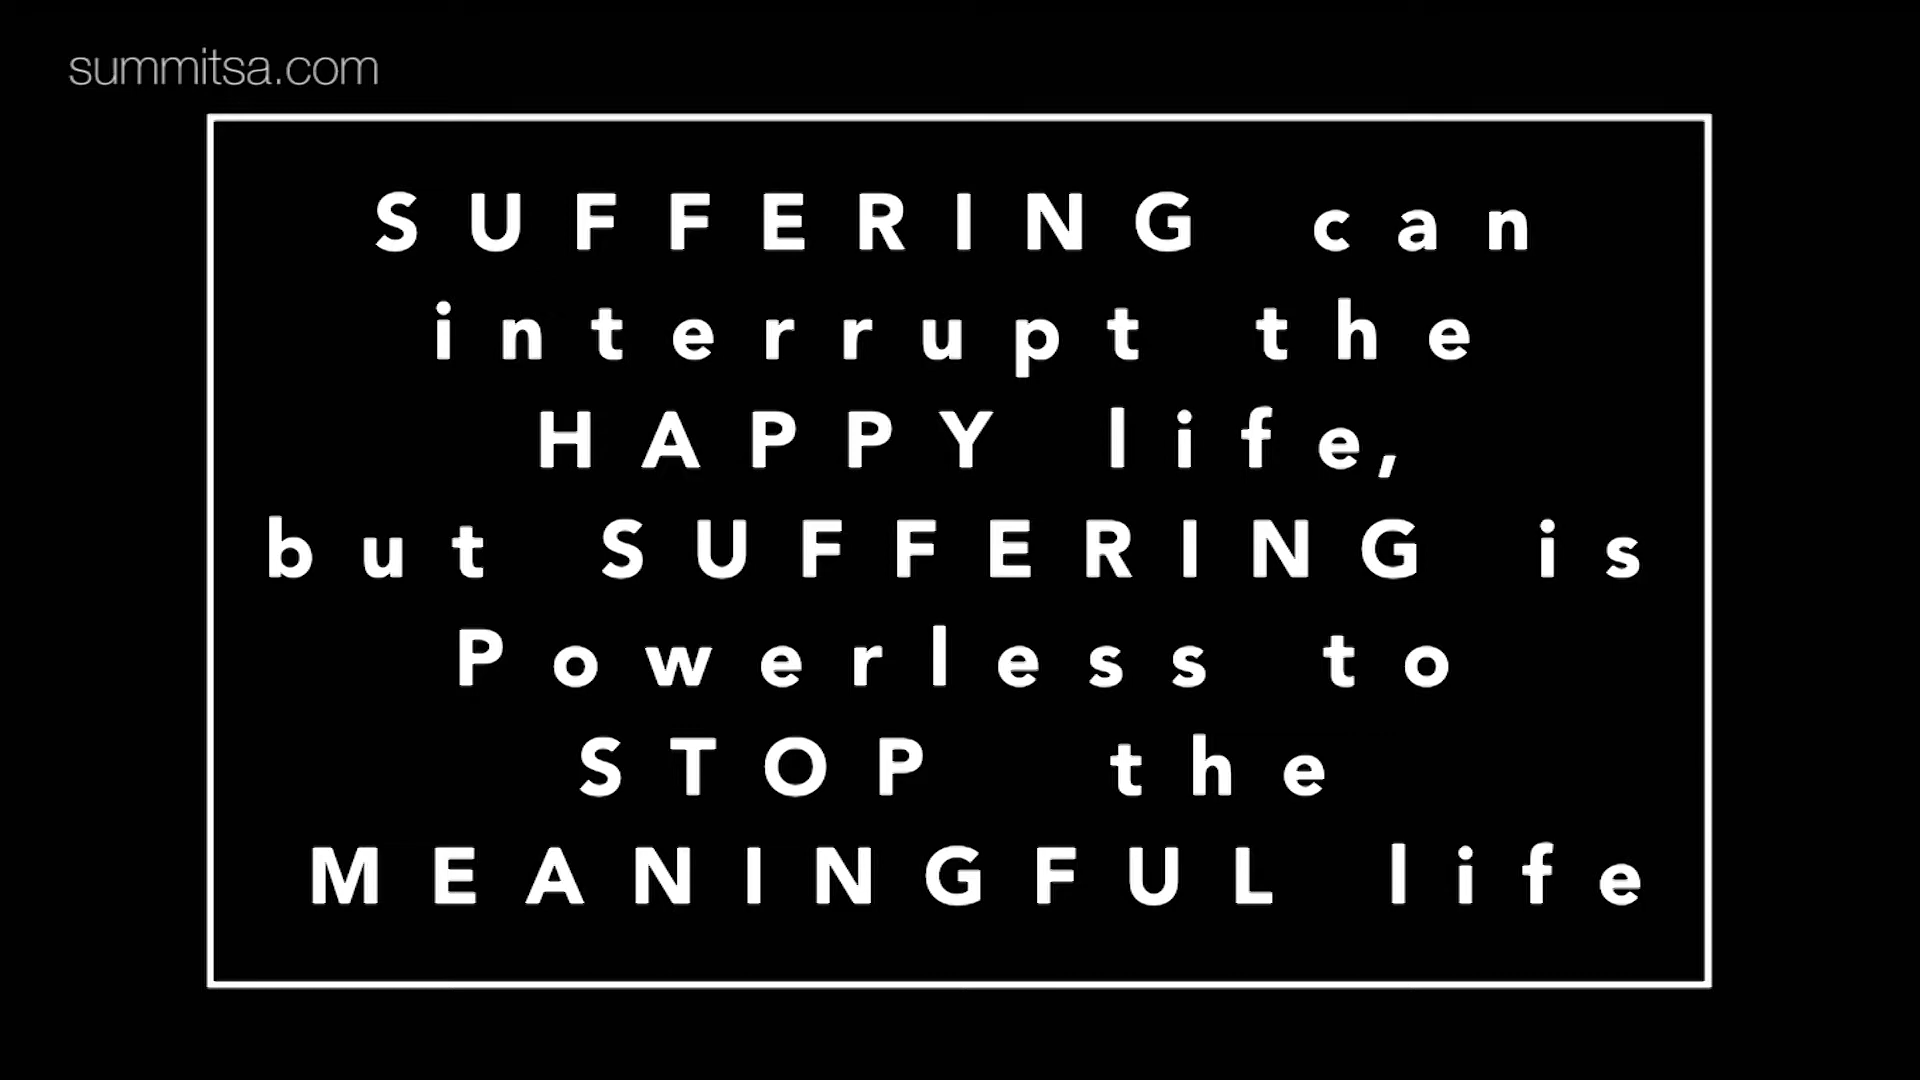 summitsa.com
SUFFERING can
interrupt the
HAPPY life,
but SUFFERING is
Powerless to
STOP the
MEANINGFUL life